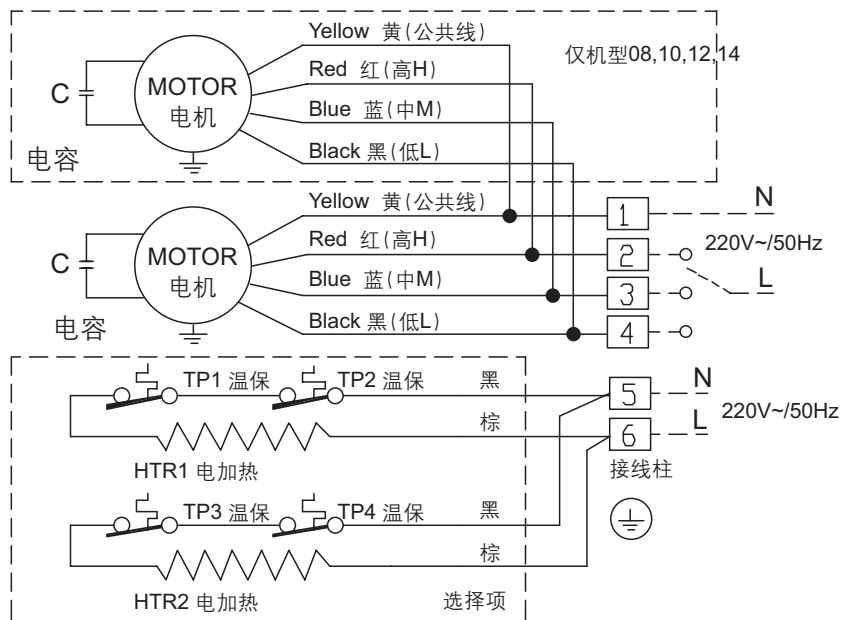 Yellow 黄(公共线)
仅机型08,10,12,14
Red 红(高H)
C
MOTOR
电机
Blue 蓝(中M)
Black 黑(低L)
电容
Yellow 黄(公共线)
1
N
Red 红(高H)
2
220V~/50Hz
C
MOTOR
电机
Blue 蓝(中M)
3
L
Black 黑(低L)
4
电容
TP1 温保
TP2 温保
黑
5
N
棕
6
L
220V~/50Hz
HTR1 电加热
接线柱
TP3 温保
TP4 温保
黑
棕
HTR2 电加热
选择项